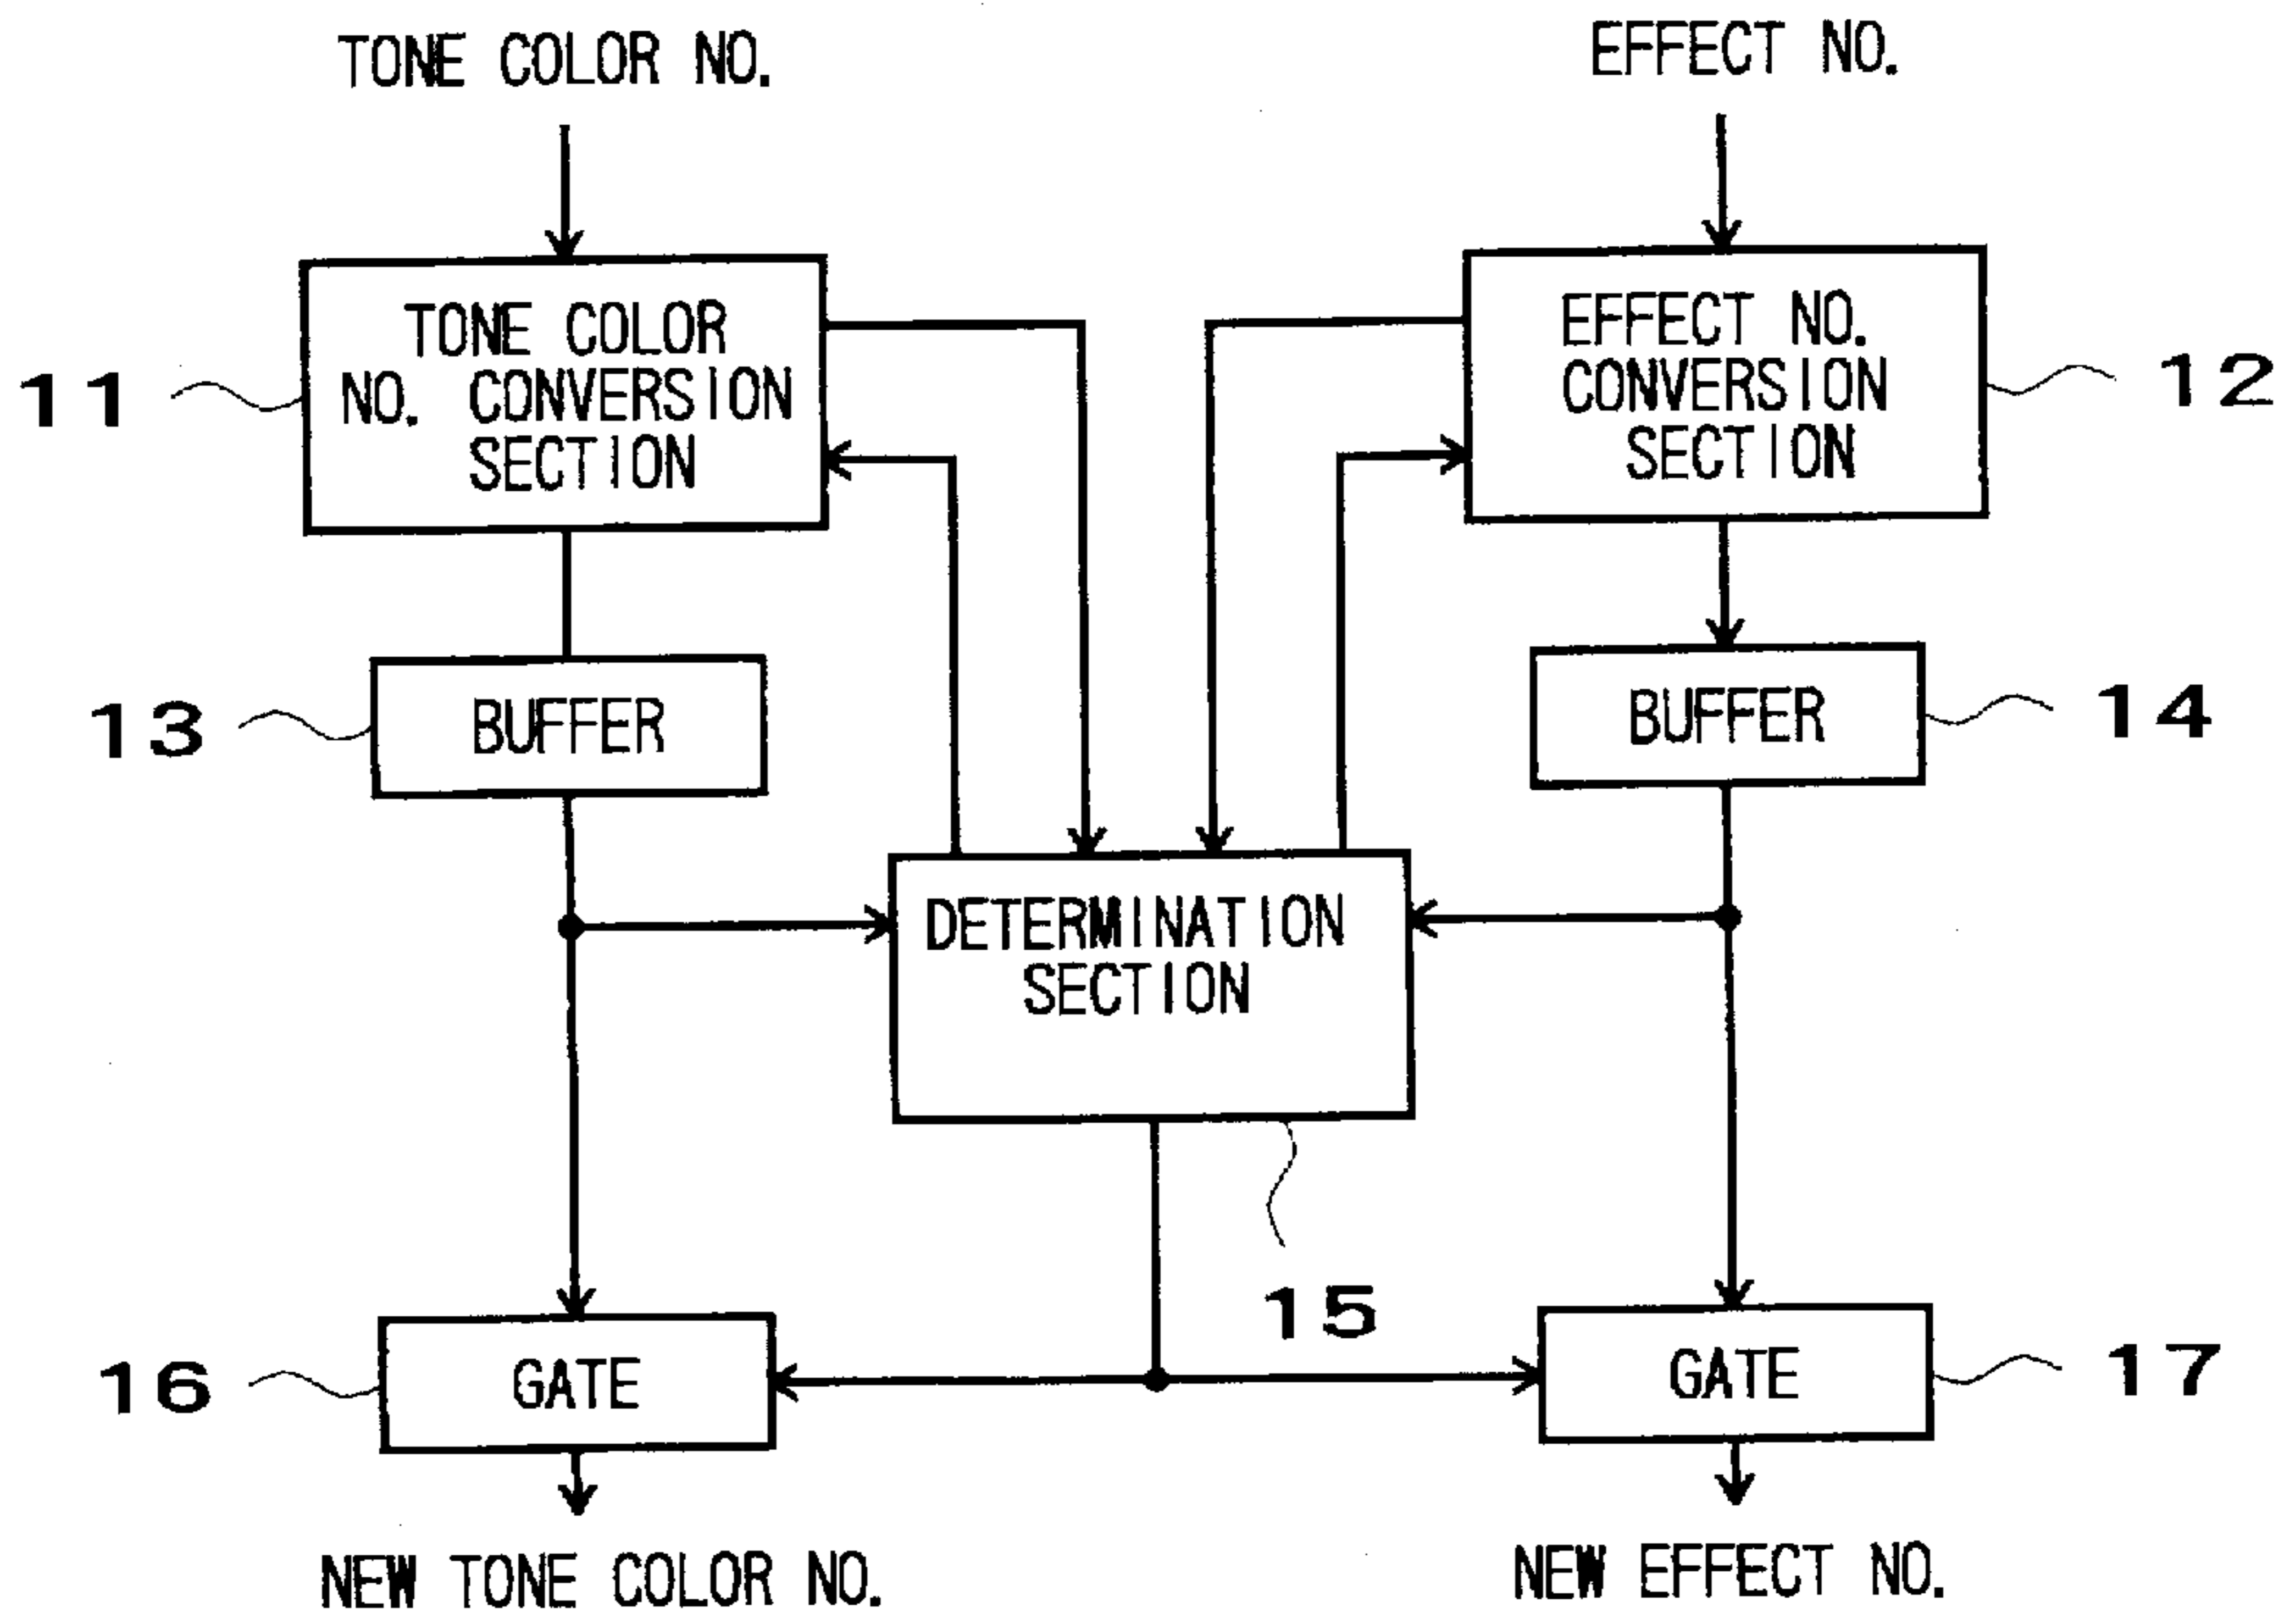 TONE COLOR NO.
EFFECT NO.
TONE COLOR
NO. CONVERSION
SECTION
11
EFFECT NO.
CONVERSION
SECTION
12
13
BUFFER
BUFFER
14
DETERMINATION
SECTION
15
16
GATE
GATE
17
NEW TONE COLOR NO.
NEW EFFECT NO.